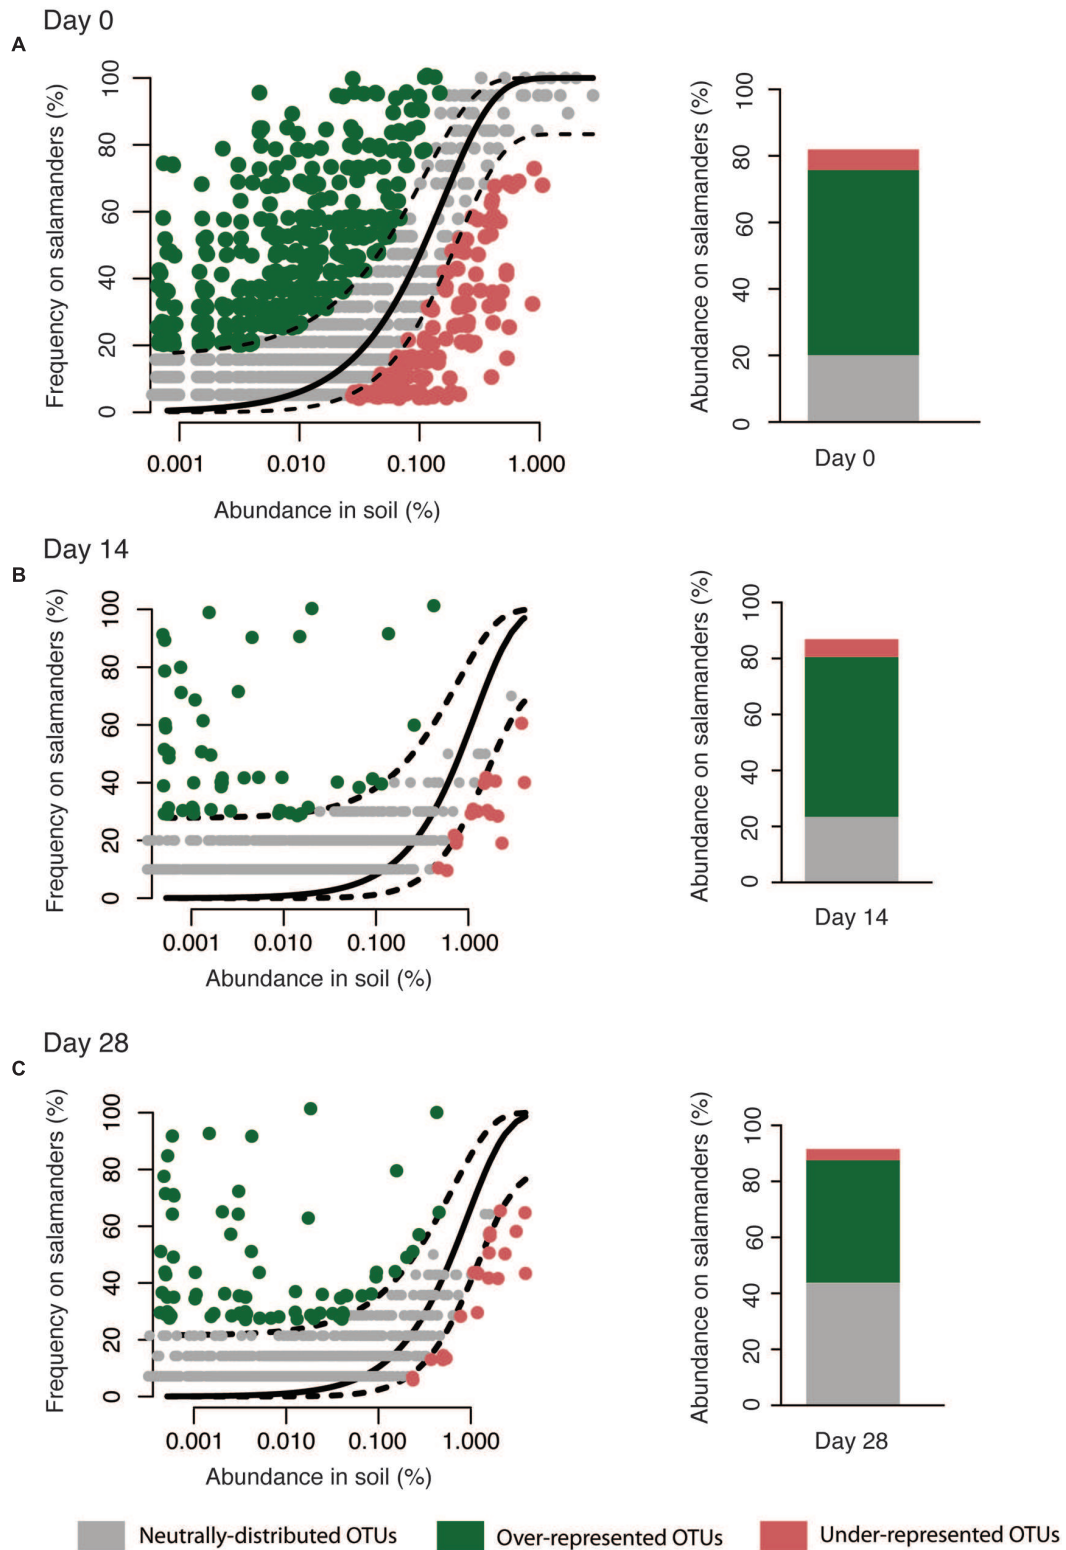 Day 0
A
Frequency on salamanders (%)
0 20 40 60 80 100
0.001 0.010 0.100 1.000
Abundance in soil (%)
Abundance on salamanders (%)
0 20 40 60 80 100
Day 0
Day 14
B
Frequency on salamanders (%)
0 20 40 60 80 100
0.001 0.010 0.100 1.000
Abundance in soil (%)
Abundance on salamanders (%)
0 20 40 60 80 100
Day 14
Day 28
C
Frequency on salamanders (%)
0 20 40 60 80 100
0.001 0.010 0.100 1.000
Abundance in soil (%)
Abundance on salamanders (%)
0 20 40 60 80 100
Day 28
Neutrally-distributed OTUs
Over-represented OTUs
Under-represented OTUs